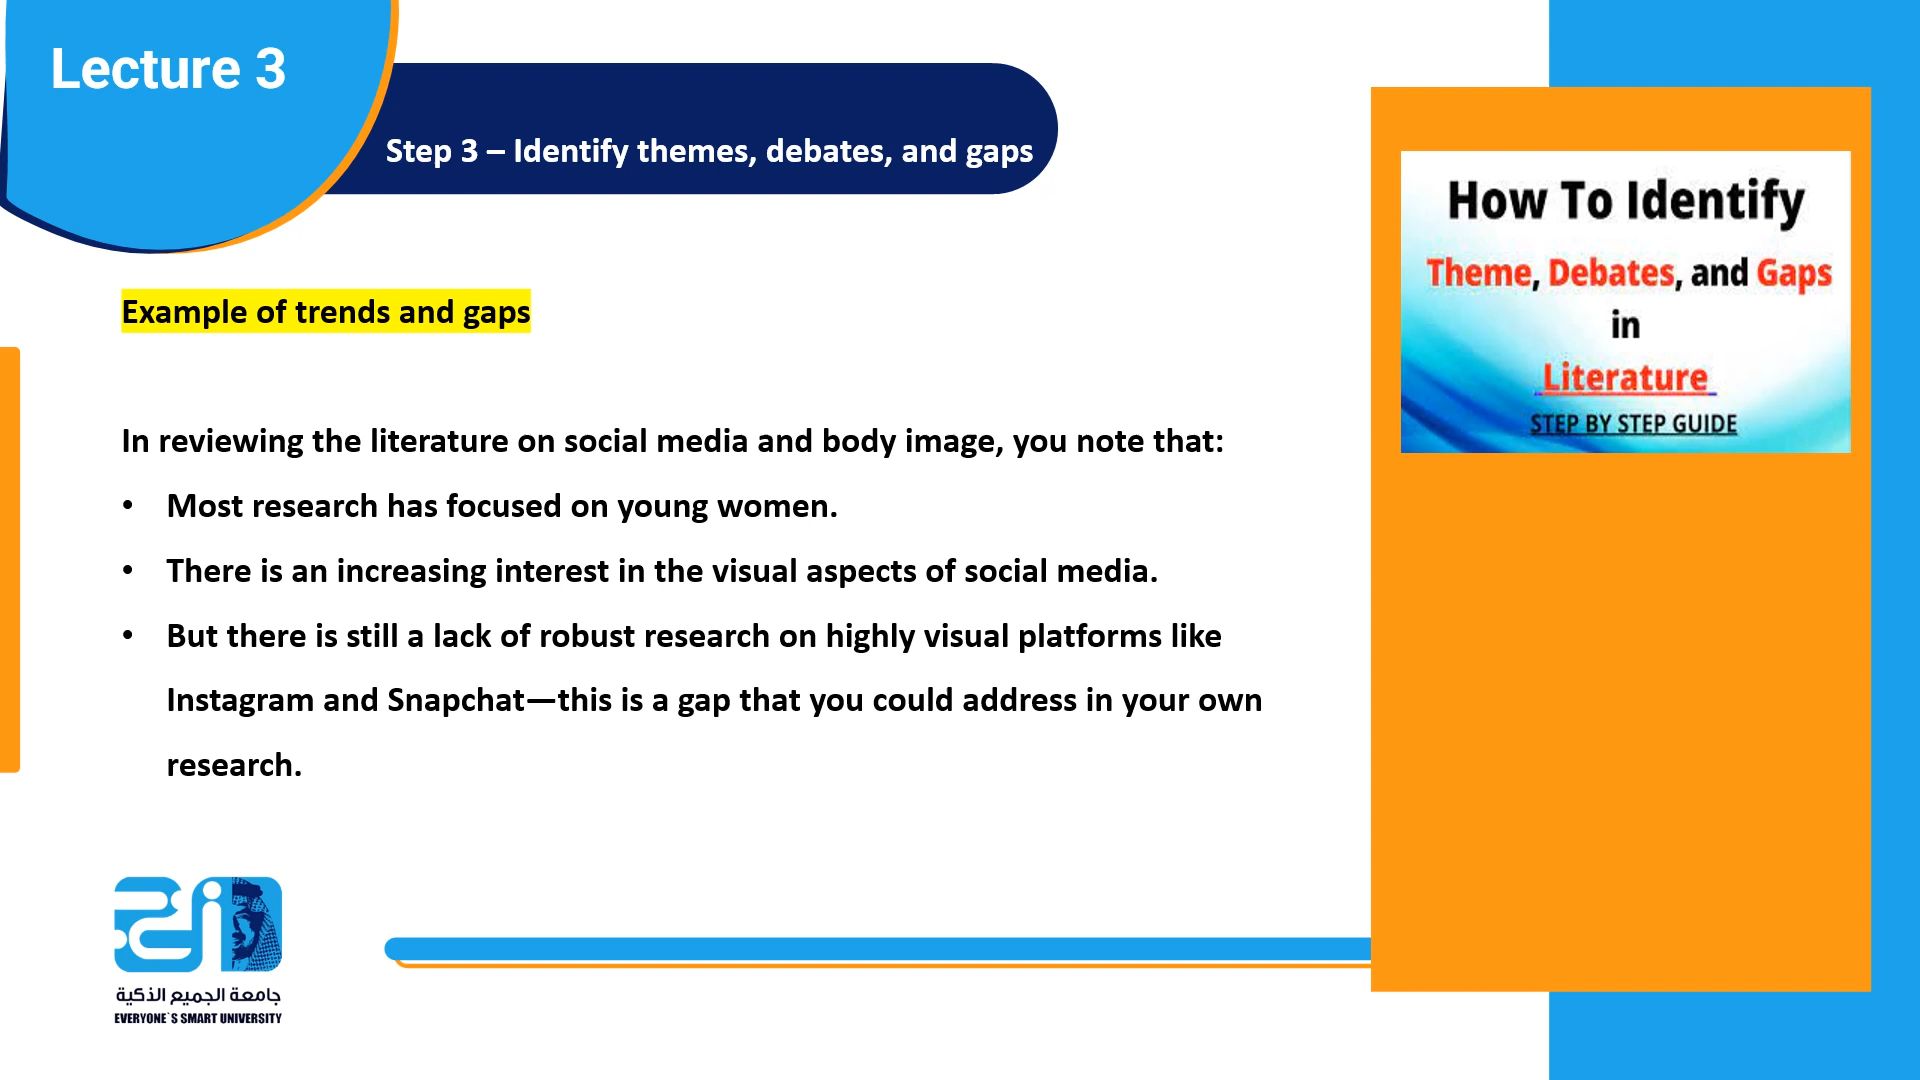 Lecture 3
Step 3 – Identify themes, debates, and gaps
Example of trends and gaps
In reviewing the literature on social media and body image, you note that:
• Most research has focused on young women.
• There is an increasing interest in the visual aspects of social media.
• But there is still a lack of robust research on highly visual platforms like
Instagram and Snapchat—this is a gap that you could address in your own
research.
How To Identify
Theme, Debates, and Gaps
in
Literature
STEP BY STEP GUIDE
جامعة الجميع الذكية
EVERYONE`S SMART UNIVERSITY